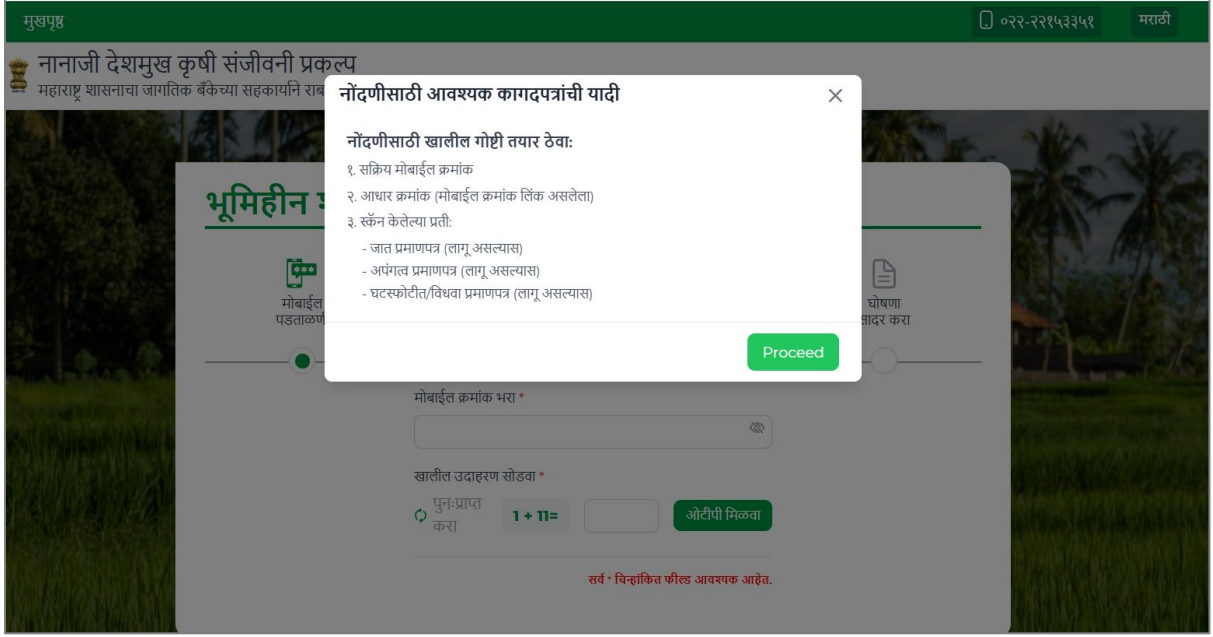 मुखपृष्ठ
०२२-२२१५३३५१
मराठी
नानाजी देशमुख कृषी संजीवनी प्रकल्प
महाराष्ट्र शासनाचा जागतिक बँकेच्या सहकार्याने
नोंदणीसाठी आवश्यक कागदपत्रांची यादी
नोंदणीसाठी खालील गोष्टी तयार ठेवा:
१. सक्रिय मोबाईल क्रमांक
२. आधार क्रमांक (मोबाईल क्रमांक लिंक असलेला)
३. स्कॅन केलेल्या प्रती:
- जात प्रमाणपत्र (लागू असल्यास)
- अपंगत्व प्रमाणपत्र (लागू असल्यास)
- घटस्फोटीत/विधवा प्रमाणपत्र (लागू असल्यास)
Proceed
भूमिहीन
मोबाईल
पडताळणी
घोषणा
सादर करा
मोबाईल क्रमांक भरा *
खालील उदाहरण सोडवा *
पुनःप्राप्त
करा
1 + 11=
ओटीपी मिळवा
सर्व * चिन्हांकित फील्ड आवश्यक आहेत.